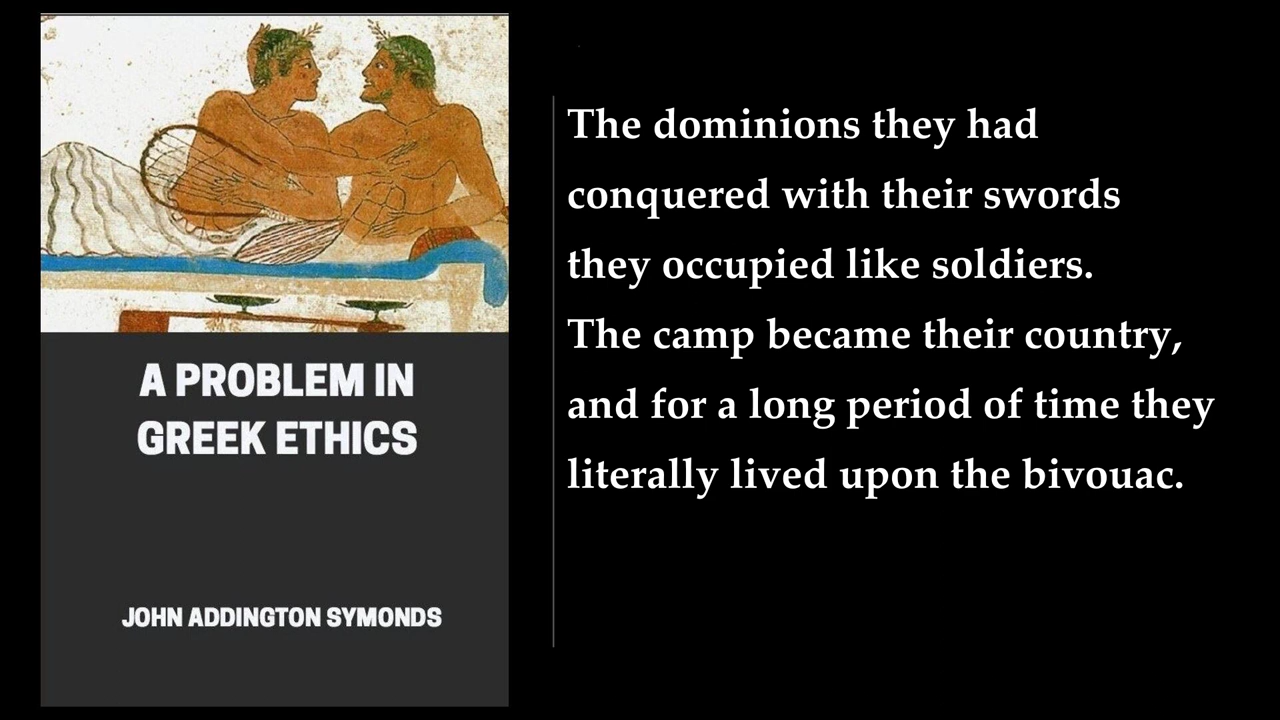 A PROBLEM IN
GREEK ETHICS
JOHN ADDINGTON SYMONDS
The dominions they had
conquered with their swords
they occupied like soldiers.
The camp became their country,
and for a long period of time they
literally lived upon the bivouac.